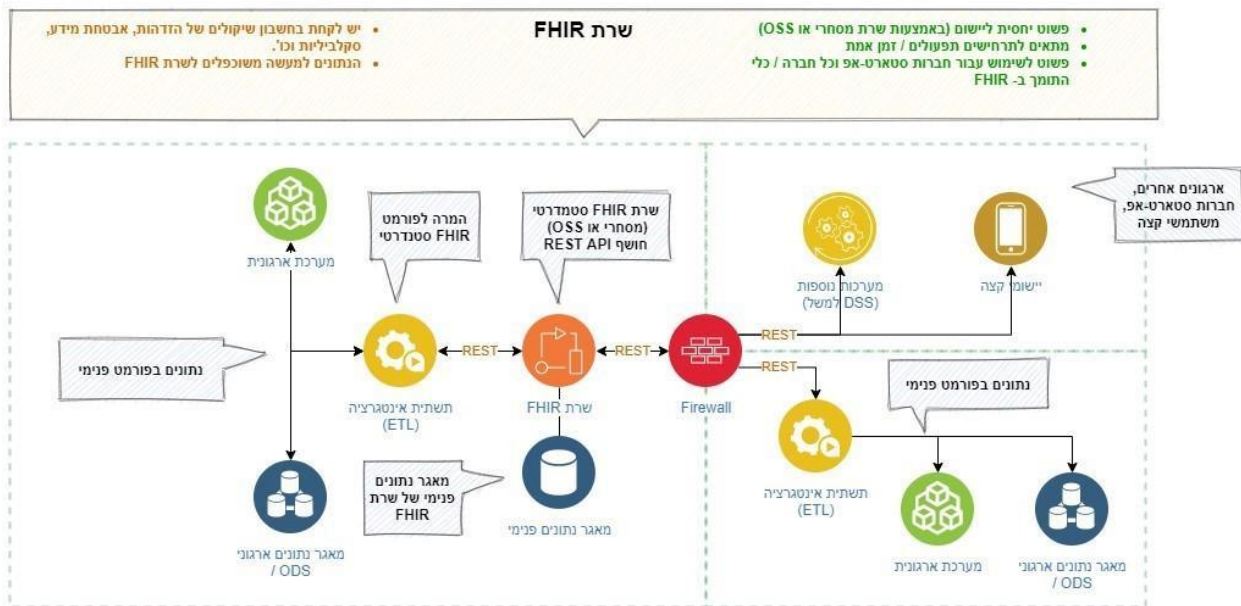 שרת FHIR
פשוט יחסית ליישום (באמצעות שרת מסחרי או OSS)
מתאים לתרחישים תפעולים / זמן אמת
פשוט לשימוש עבור חברות סטארט-אפ וכל חברה / כלי
התומך ב- FHIR
יש לקחת בחשבון שיקולים של הזדהות, אבטחת מידע,
סקלביליות וכו'.
הנתונים למעשה משוכפלים לשרת FHIR
מערכת ארגונית
המרה לפורמט
FHIR סטנדרטי
שרת FHIR סטמדרטי
(מסחרי או OSS)
חושף REST API
נתונים בפורמט פנימי
תשתית אינטגרציה
(ETL)
REST
שרת FHIR
REST
Firewall
מאגר נתונים
פנימי של שרת
FHIR
מאגר נתונים פנימי
מאגר נתונים ארגוני
/ ODS
ארגונים אחרים,
חברות סטארט-אפ,
משתמשי קצה
מערכות נוספות
(למשל DSS)
יישומי קצה
REST
REST
נתונים בפורמט פנימי
תשתית אינטגרציה
(ETL)
מערכת ארגונית
מאגר נתונים ארגוני
/ ODS